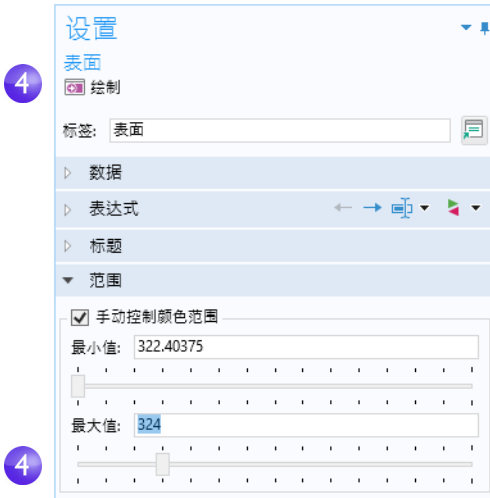 设置
表面
4
绘制
标签: 表面
数据
表达式
标题
范围
手动控制颜色范围
最小值: 322.40375
最大值: 324
4